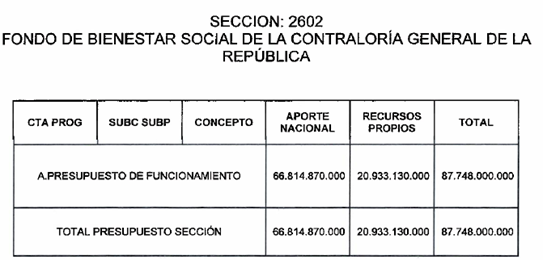 SECCION: 2602
FONDO DE BIENESTAR SOCIAL DE LA CONTRALORÍA GENERAL DE LA
REPÚBLICA
CTA PROG SUBC SUBP CONCEPTO APORTE NACIONAL RECURSOS PROPIOS TOTAL
A.PRESUPUESTO DE FUNCIONAMIENTO 66.814.870.000 20.933.130.000 87.748.000.000
TOTAL PRESUPUESTO SECCIÓN 66.814.870.000 20.933.130.000 87.748.000.000